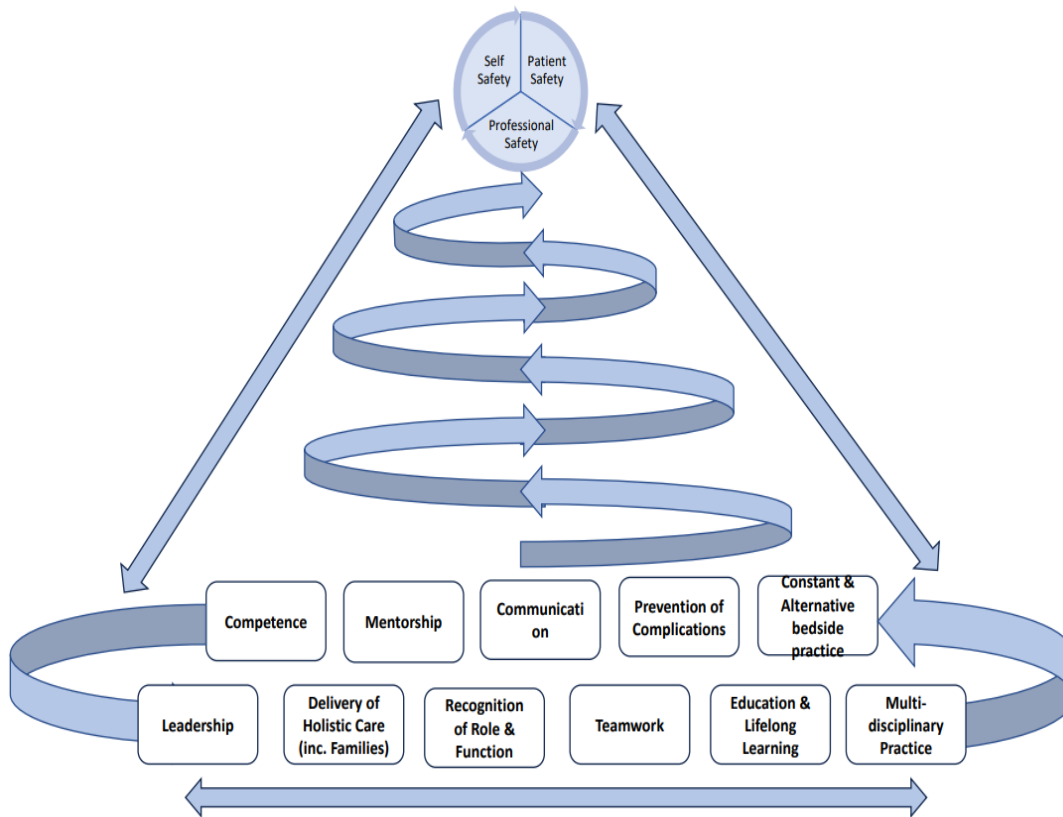 Self
Safety
Patient
Safety
Professional
Safety
Competence
Mentorship
Communicati
on
Prevention of
Complications
Constant &
Alternative
bedside
practice
Leadership
Delivery of
Holistic Care
(inc. Families)
Recognition
of Role &
Function
Teamwork
Education &
Lifelong
Learning
Multi-
disciplinary
Practice